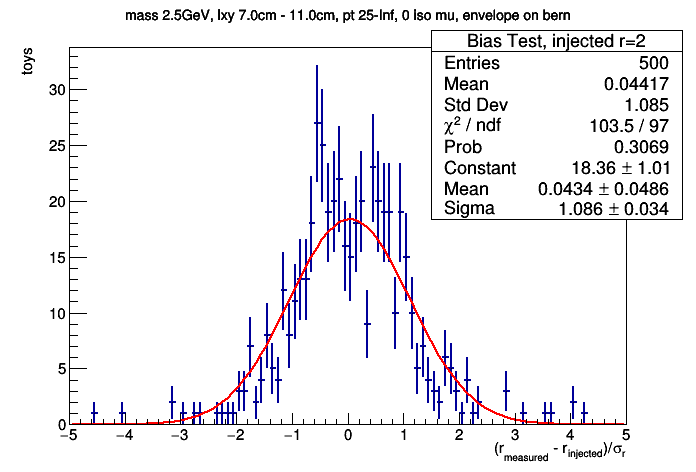 mass 2.5GeV, lxy 7.0cm - 11.0cm, pt 25-Inf, 0 Iso mu, envelope on bern
toys
Bias Test, injected r=2
Entries 500
Mean 0.04417
Std Dev 1.085
χ² / ndf 103.5 / 97
Prob 0.3069
Constant 18.36 ± 1.01
Mean 0.0434 ± 0.0486
Sigma 1.086 ± 0.034
30
25
20
15
10
5
0
−5 −4 −3 −2 −1 0 1 2 3 4 5
(r_measured - r_injected)/σ_r